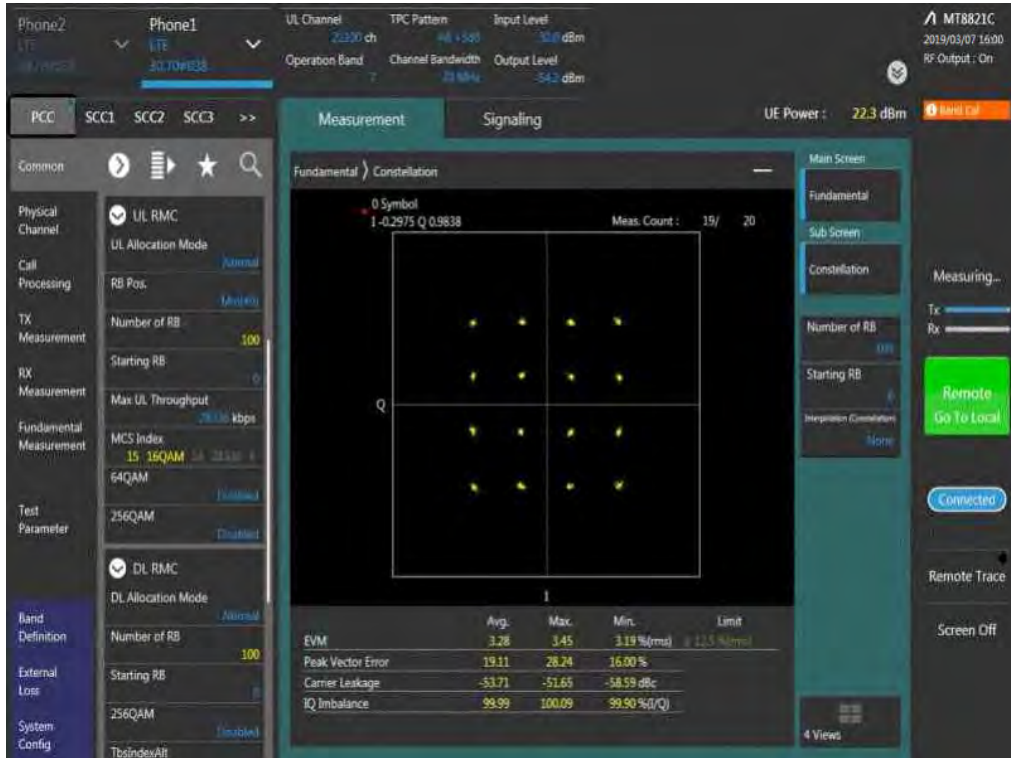 Phone2
LTE
Phone1
LTE
UL Channel
ch
Operation Band
7
TPC Pattern
Channel Bandwidth
Input Level
dBm
Output Level
-54.2 dBm
MT8821C
2019/03/07 16:00
RF Output : On
PCC SCC1 SCC2 SCC3 >>
Measurement
Signaling
UE Power : 22.3 dBm
Band Cal
Common
Physical
Channel
Call
Processing
TX
Measurement
RX
Measurement
Fundamental
Measurement
Test
Parameter
Band
Definition
External
Loss
System
Config
UL RMC
UL Allocation Mode
Normal
RB Pos.
Number of RB
100
Starting RB
0
Max UL Throughput
kbps
MCS Index
15 16QAM
64QAM
Disabled
256QAM
Disabled
DL RMC
DL Allocation Mode
Normal
Number of RB
100
Starting RB
0
256QAM
Disabled
TbsIndexAlt
Fundamental 〉 Constellation
0 Symbol
I -0.2975 Q 0.9838
Meas. Count : 19/ 20
Q
I
Avg. Max. Min. Limit
EVM 3.28 3.45 3.19 %(rms)
Peak Vector Error 19.11 28.24 16.00 %
Carrier Leakage -53.71 -51.65 -58.59 dBc
IQ Imbalance 99.99 100.09 99.90 %(I/Q)
Main Screen
Fundamental
Sub Screen
Constellation
Number of RB
Starting RB
0
None
4 Views
Measuring...
Tx
Rx
Remote
Go To Local
Connected
Remote Trace
Screen Off